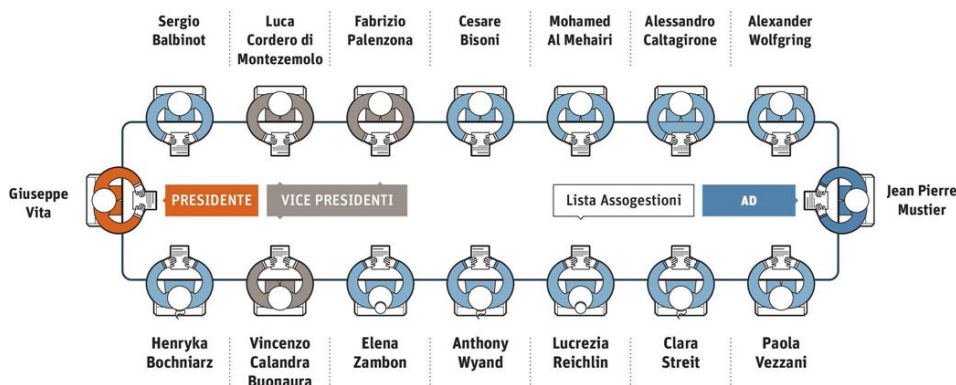 Sergio
Balbinot
Luca
Cordero di
Montezemolo
Fabrizio
Palenzona
Cesare
Bisoni
Mohamed
Al Mehairi
Alessandro
Caltagirone
Alexander
Wolfgring
Giuseppe
Vita
PRESIDENTE
VICE PRESIDENTI
Lista Assogestioni
AD
Jean Pierre
Mustier
Henryka
Bochniarz
Vincenzo
Calandra
Buonaura
Elena
Zambon
Anthony
Wyand
Lucrezia
Reichlin
Clara
Streit
Paola
Vezzani